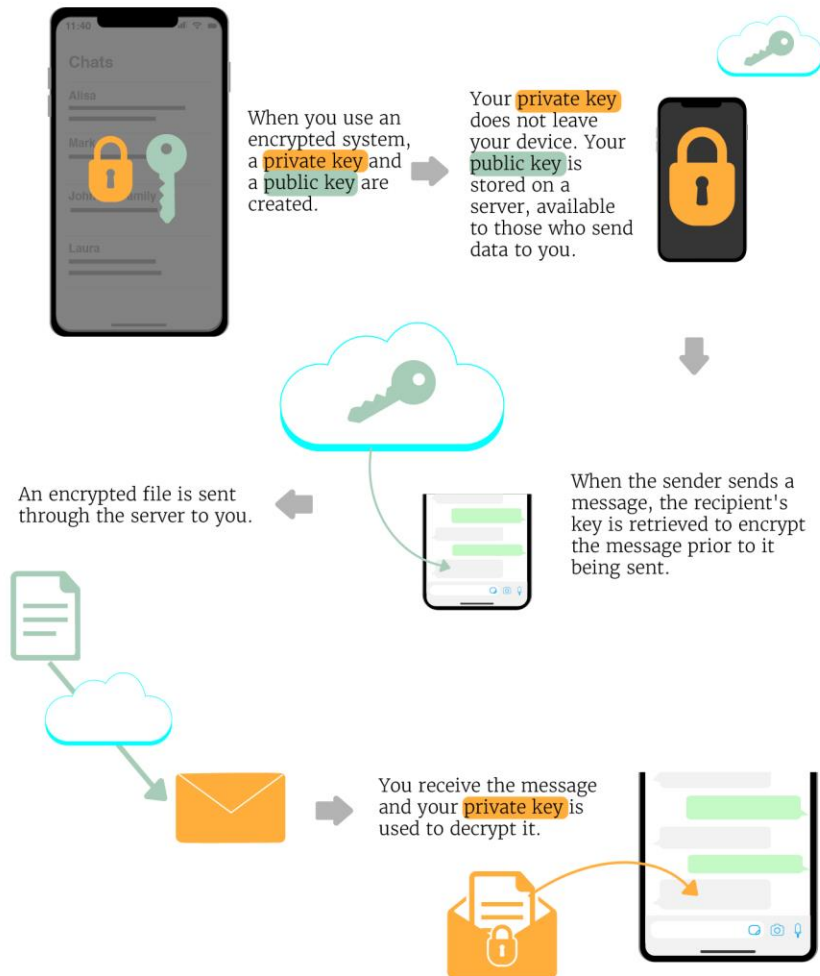 11:40
Chats
Alisa
Mark
Laura
When you use an
encrypted system,
a private key and
a public key are
created.
Your private key
does not leave
your device. Your
public key is
stored on a
server, available
to those who send
data to you.
When the sender sends a
message, the recipient's
key is retrieved to encrypt
the message prior to it
being sent.
An encrypted file is sent
through the server to you.
You receive the message
and your private key is
used to decrypt it.